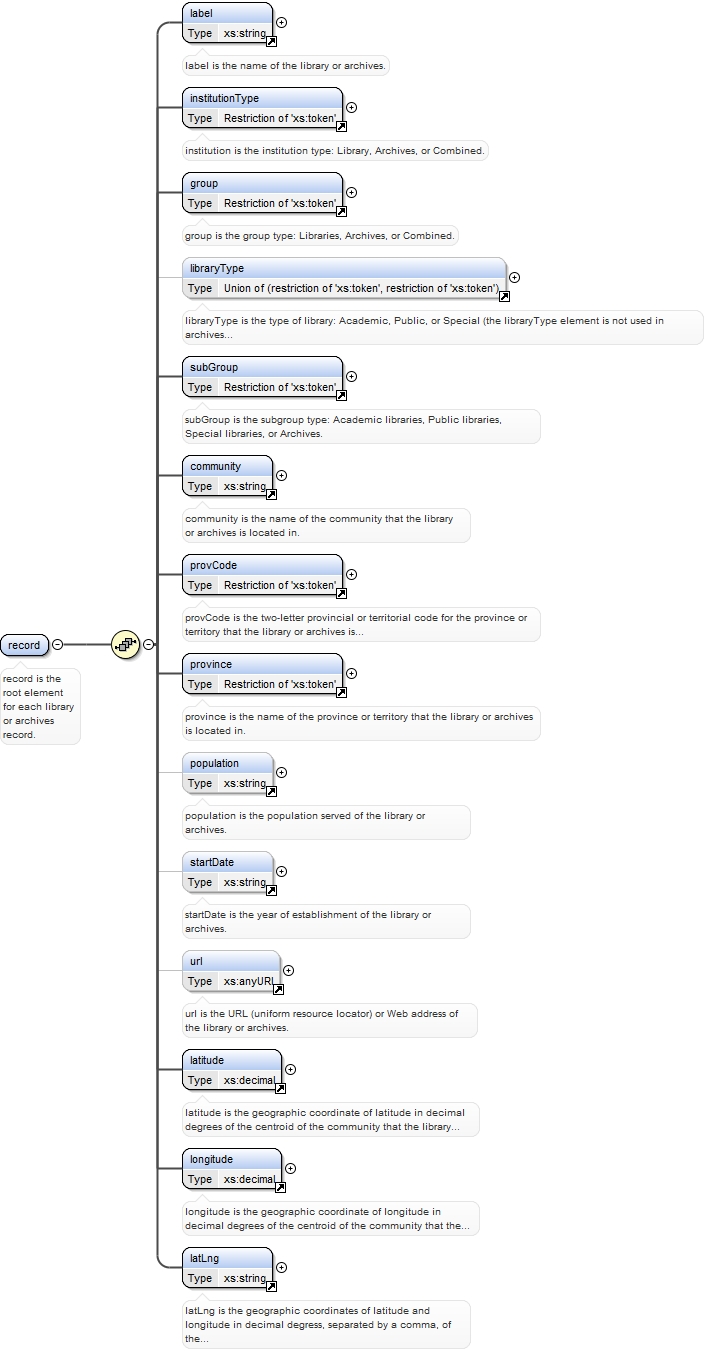 label
Type xs:string
label is the name of the library or archives.
institutionType
Type Restriction of 'xs:token'
institution is the institution type: Library, Archives, or Combined.
group
Type Restriction of 'xs:token'
group is the group type: Libraries, Archives, or Combined.
libraryType
Type Union of (restriction of 'xs:token', restriction of 'xs:token')
libraryType is the type of library: Academic, Public, or Special (the libraryType element is not used in
archives...
subGroup
Type Restriction of 'xs:token'
subGroup is the subgroup type: Academic libraries, Public libraries,
Special libraries, or Archives.
community
Type xs:string
community is the name of the community that the library
or archives is located in.
provCode
Type Restriction of 'xs:token'
provCode is the two-letter provincial or territorial code for the province or
territory that the library or archives is...
record
record is the
root element
for each library
or archives
record.
province
Type Restriction of 'xs:token'
province is the name of the province or territory that the library or archives
is located in.
population
Type xs:string
population is the population served of the library or
archives.
startDate
Type xs:string
startDate is the year of establishment of the library or
archives.
url
Type xs:anyURI
url is the URL (uniform resource locator) or Web address of
the library or archives.
latitude
Type xs:decimal
latitude is the geographic coordinate of latitude in decimal
degrees of the centroid of the community that the library...
longitude
Type xs:decimal
longitude is the geographic coordinate of longitude in
decimal degrees of the centroid of the community that the...
latLng
Type xs:string
latLng is the geographic coordinates of latitude and
longitude in decimal degress, separated by a comma, of
the...